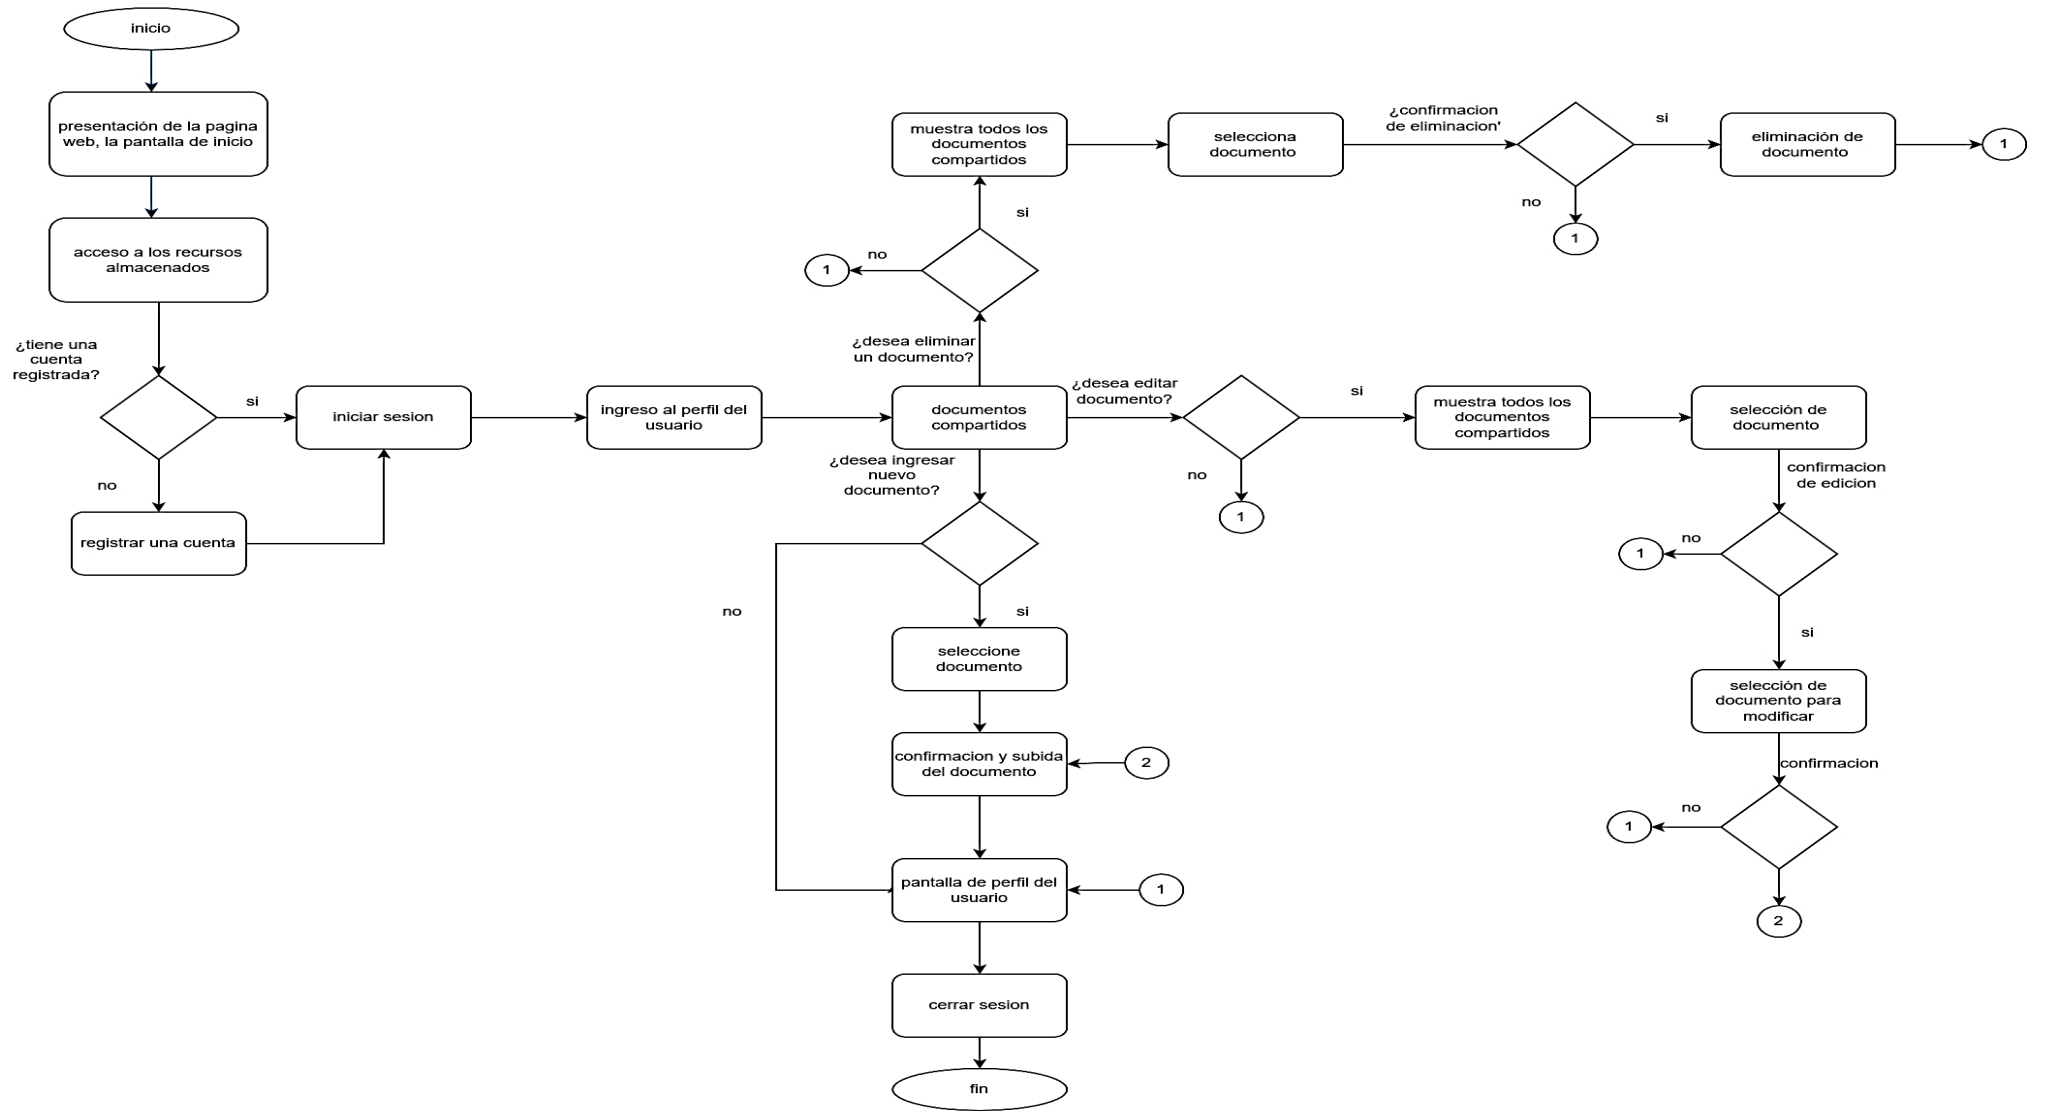 inicio
presentación de la pagina
web, la pantalla de inicio
acceso a los recursos
almacenados
¿tiene una
cuenta
registrada?
si
no
registrar una cuenta
iniciar sesion
ingreso al perfil del
usuario
documentos
compartidos
¿desea eliminar
un documento?
no
1
si
muestra todos los
documentos
compartidos
selecciona
documento
¿confirmacion
de eliminacion'
si
no
1
eliminación de
documento
1
¿desea editar
documento?
si
no
1
muestra todos los
documentos
compartidos
selección de
documento
confirmacion
de edicion
no
1
si
selección de
documento para
modificar
confirmacion
no
1
2
¿desea ingresar
nuevo
documento?
no
si
seleccione
documento
confirmacion y subida
del documento
2
pantalla de perfil del
usuario
1
cerrar sesion
fin